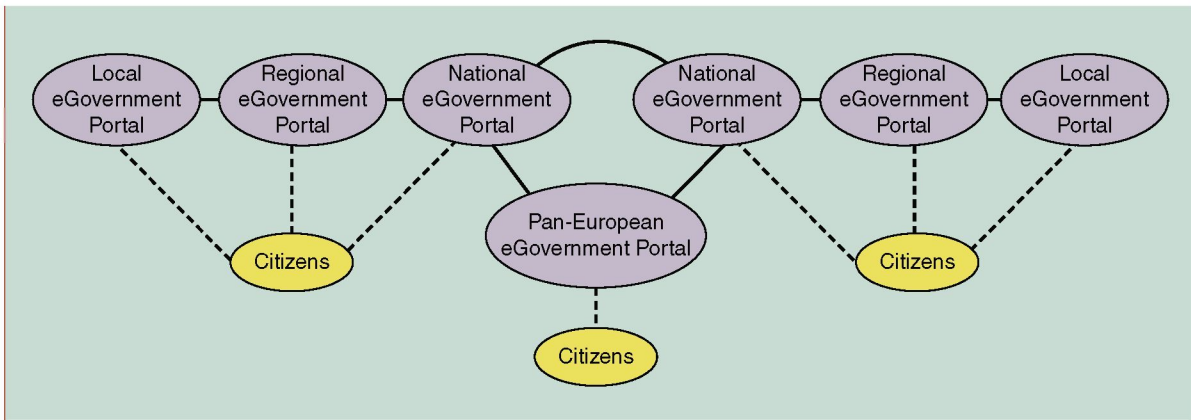 Local
eGovernment
Portal
Regional
eGovernment
Portal
National
eGovernment
Portal
National
eGovernment
Portal
Regional
eGovernment
Portal
Local
eGovernment
Portal
Pan-European
eGovernment Portal
Citizens
Citizens
Citizens